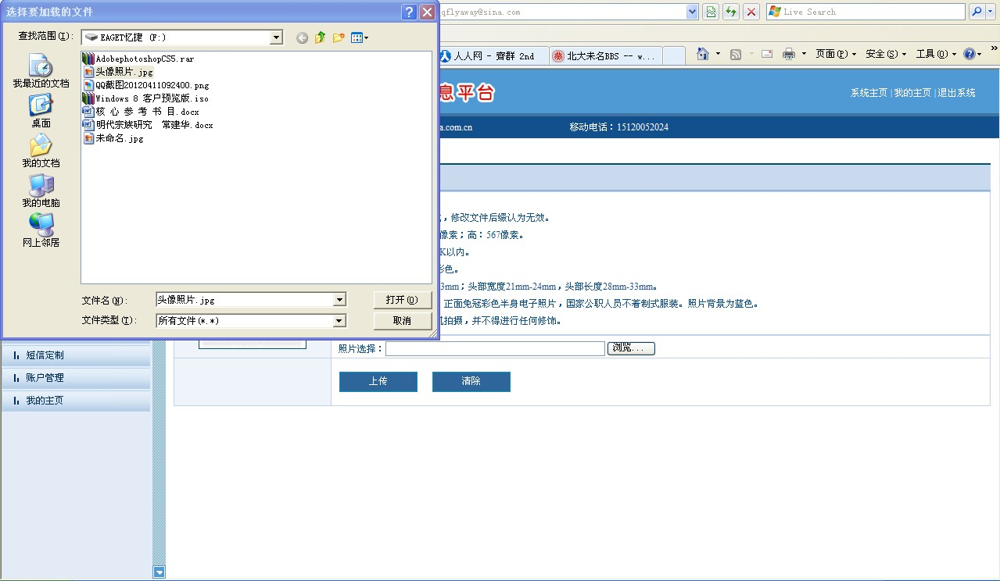 选择要加载的文件
查找范围(I): EAGET忆捷 (F:)
AdobephotoshopCS5.rar
头像照片.jpg
QQ截图20120411092400.png
Windows 8 客户预览版.iso
核 心 参 考 书 目.docx
明代宗族研究 常建华.docx
未命名.jpg
我最近的文档
桌面
我的文档
我的电脑
网上邻居
文件名(N): 头像照片.jpg 打开(O)
文件类型(T): 所有文件(*.*) 取消
qflyaway@sina.com Live Search
人人网 - 齊群 2nd 北大未名BBS -- w... 页面(P) 安全(S) 工具(O)
息平台 系统主页 | 我的主页 | 退出系统
a.com.cn 移动电话：15120052024
，修改文件后缀认为无效。
像素；高：567像素。
K以内。
彩色。
3mm；头部宽度21mm-24mm，头部长度28mm-33mm。
正面免冠彩色半身电子照片，国家公职人员不着制式服装。照片背景为蓝色。
机拍摄，并不得进行任何修饰。
照片选择： 浏览...
上传 清除
短信定制
账户管理
我的主页